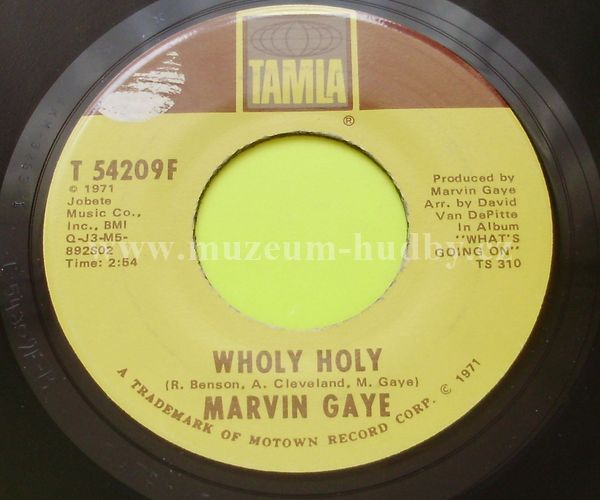 TAMLA
®
T 54209F
© 1971
Jobete
Music Co.,
Inc., BMI
Q-J3-M5-
892S02
Time: 2:54
Produced by
Marvin Gaye
Arr. by David
Van DePitte
In Album
"WHAT'S
GOING ON"
TS 310
www.muzeum-hudby.cz
WHOLY HOLY
(R. Benson, A. Cleveland, M. Gaye)
MARVIN GAYE
A TRADEMARK OF MOTOWN RECORD CORP. © 1971